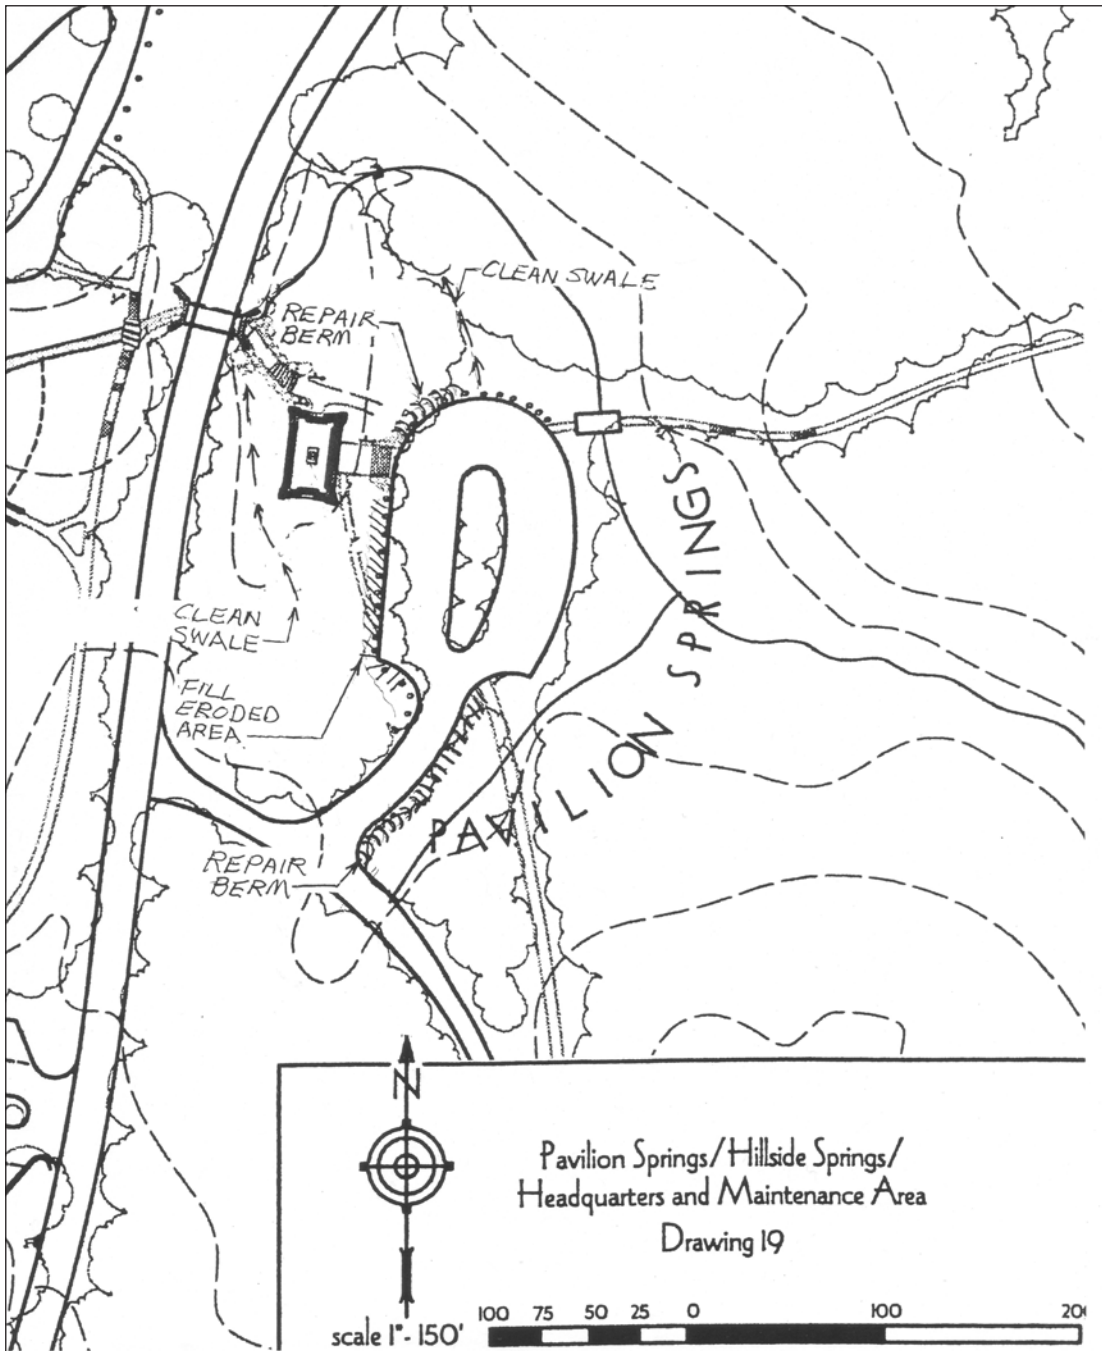 CLEAN SWALE
REPAIR
BERM
PAVILION SPRINGS
CLEAN
SWALE
FILL
ERODED
AREA
REPAIR
BERM
N
Pavilion Springs/Hillside Springs/
Headquarters and Maintenance Area
Drawing 19
scale 1"-150'
100 75 50 25 0 100 200